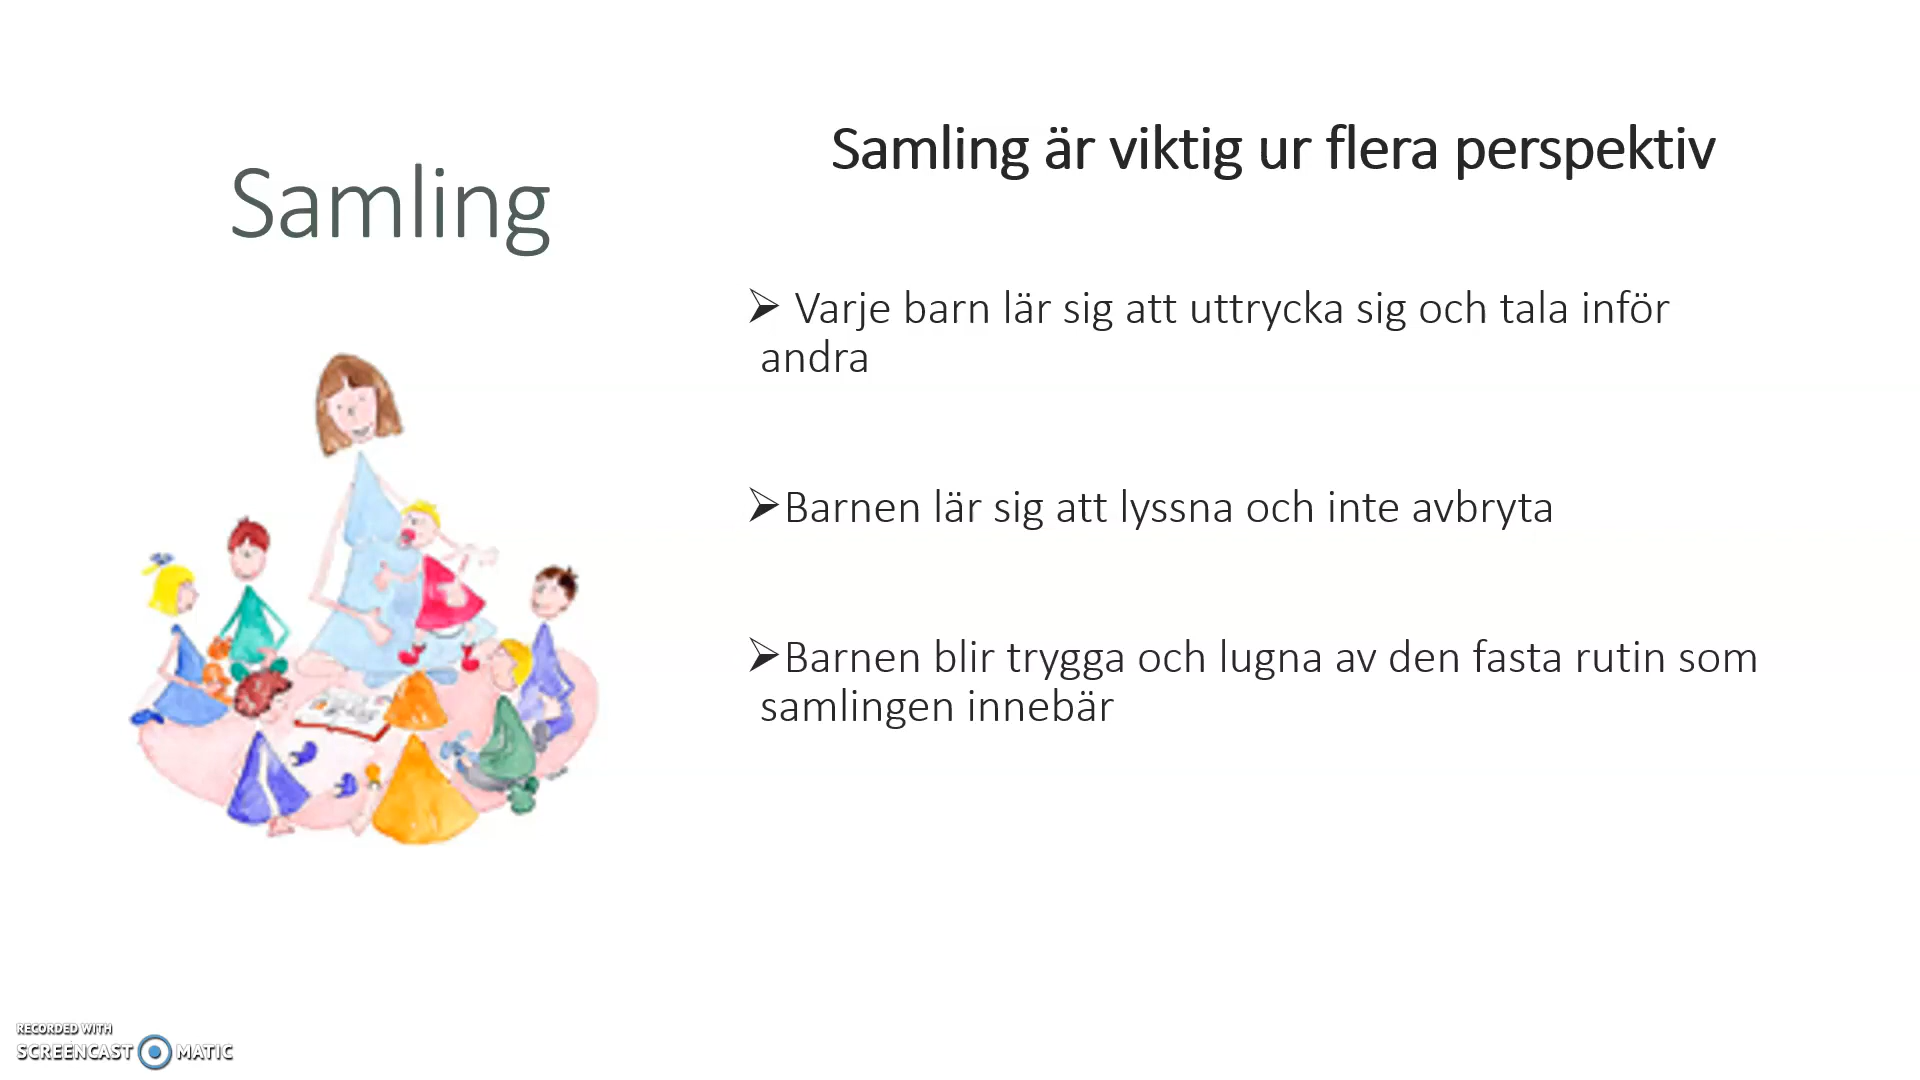 Samling
Samling är viktig ur flera perspektiv
➢ Varje barn lär sig att uttrycka sig och tala inför
andra
➢Barnen lär sig att lyssna och inte avbryta
➢Barnen blir trygga och lugna av den fasta rutin som
samlingen innebär
RECORDED WITH
SCREENCAST MATIC